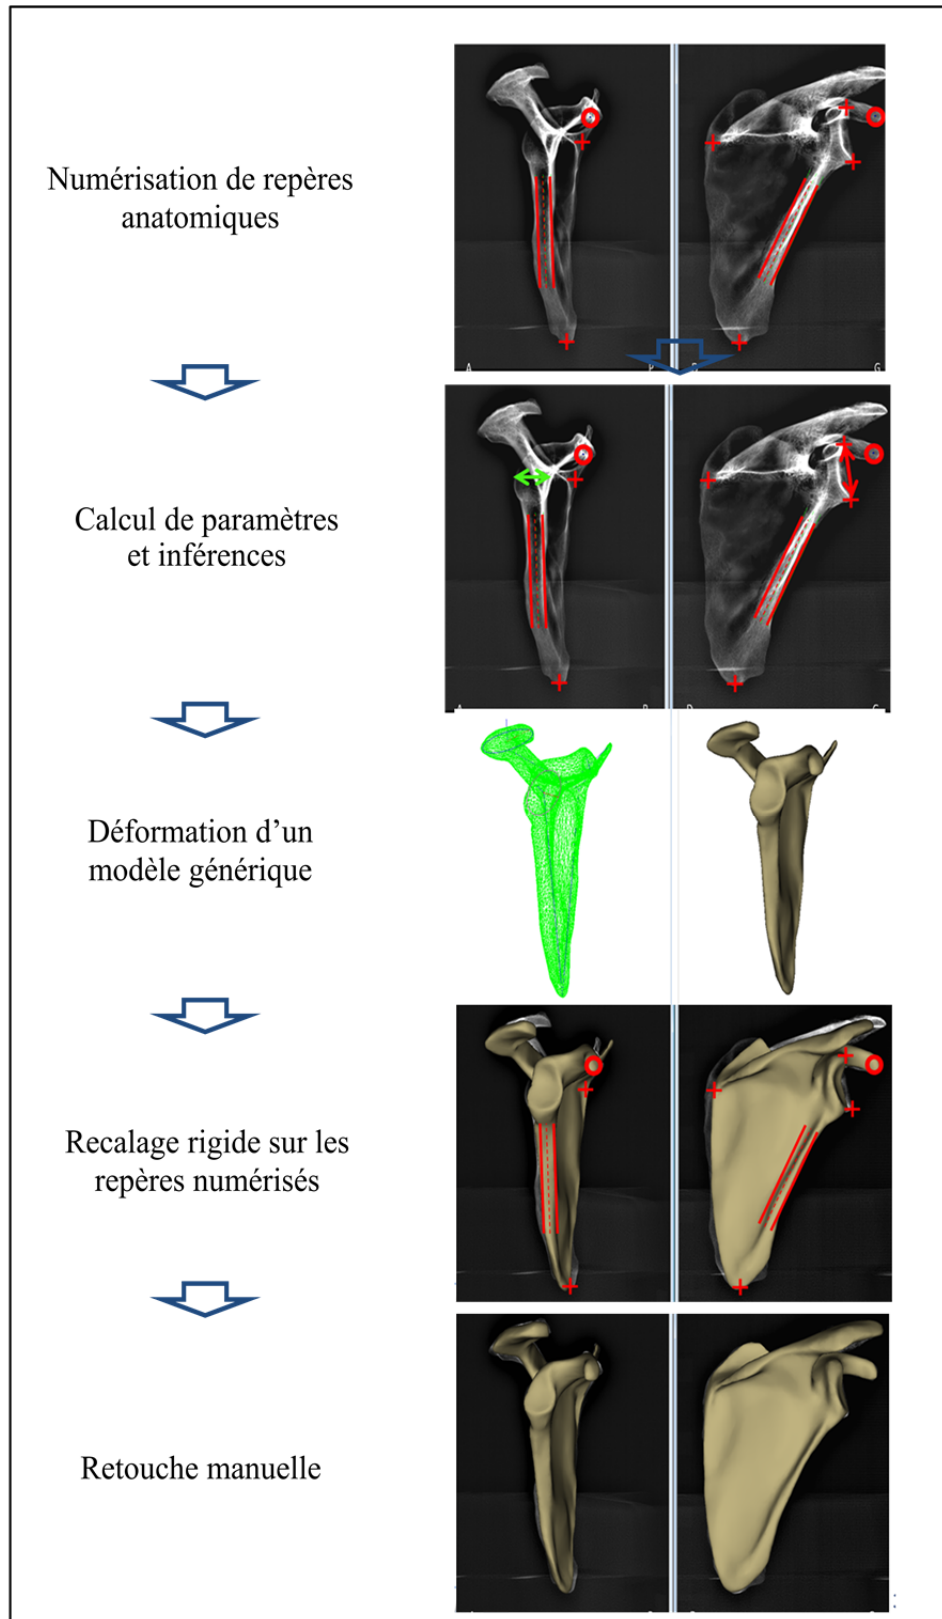 Numérisation de repères
anatomiques
A
G
Calcul de paramètres
et inférences
G
Déformation d’un
modèle générique
Recalage rigide sur les
repères numérisés
Retouche manuelle